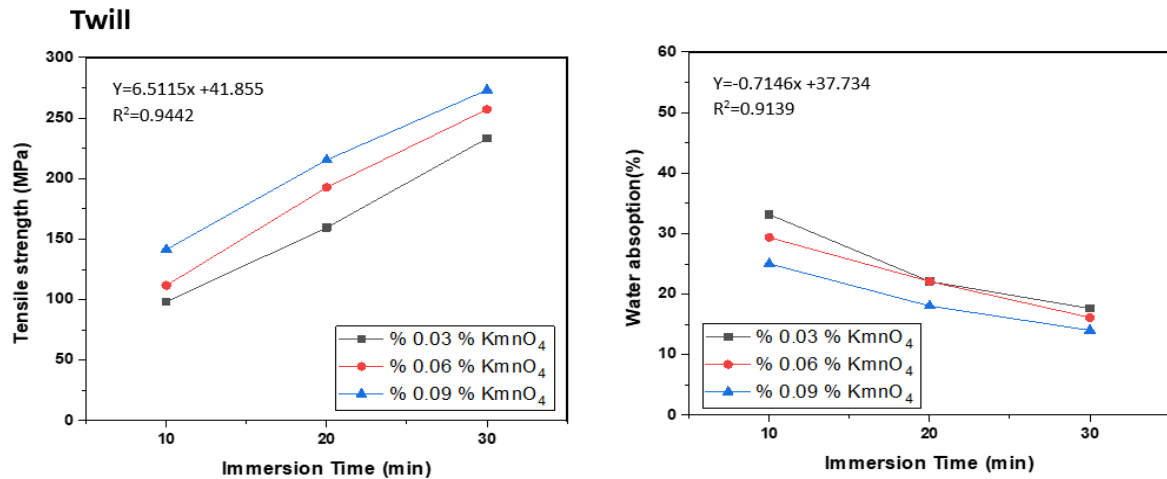 Twill
Y=6.5115x +41.855
R²=0.9442
Tensile strength (MPa)
300
250
200
150
100
50
0
% 0.03 % KmnO₄
% 0.06 % KmnO₄
% 0.09 % KmnO₄
10 20 30
Immersion Time (min)
Y=-0.7146x +37.734
R²=0.9139
Water absoption(%)
60
50
40
30
20
10
0
% 0.03 % KmnO₄
% 0.06 % KmnO₄
% 0.09 % KmnO₄
10 20 30
Immersion Time (min)